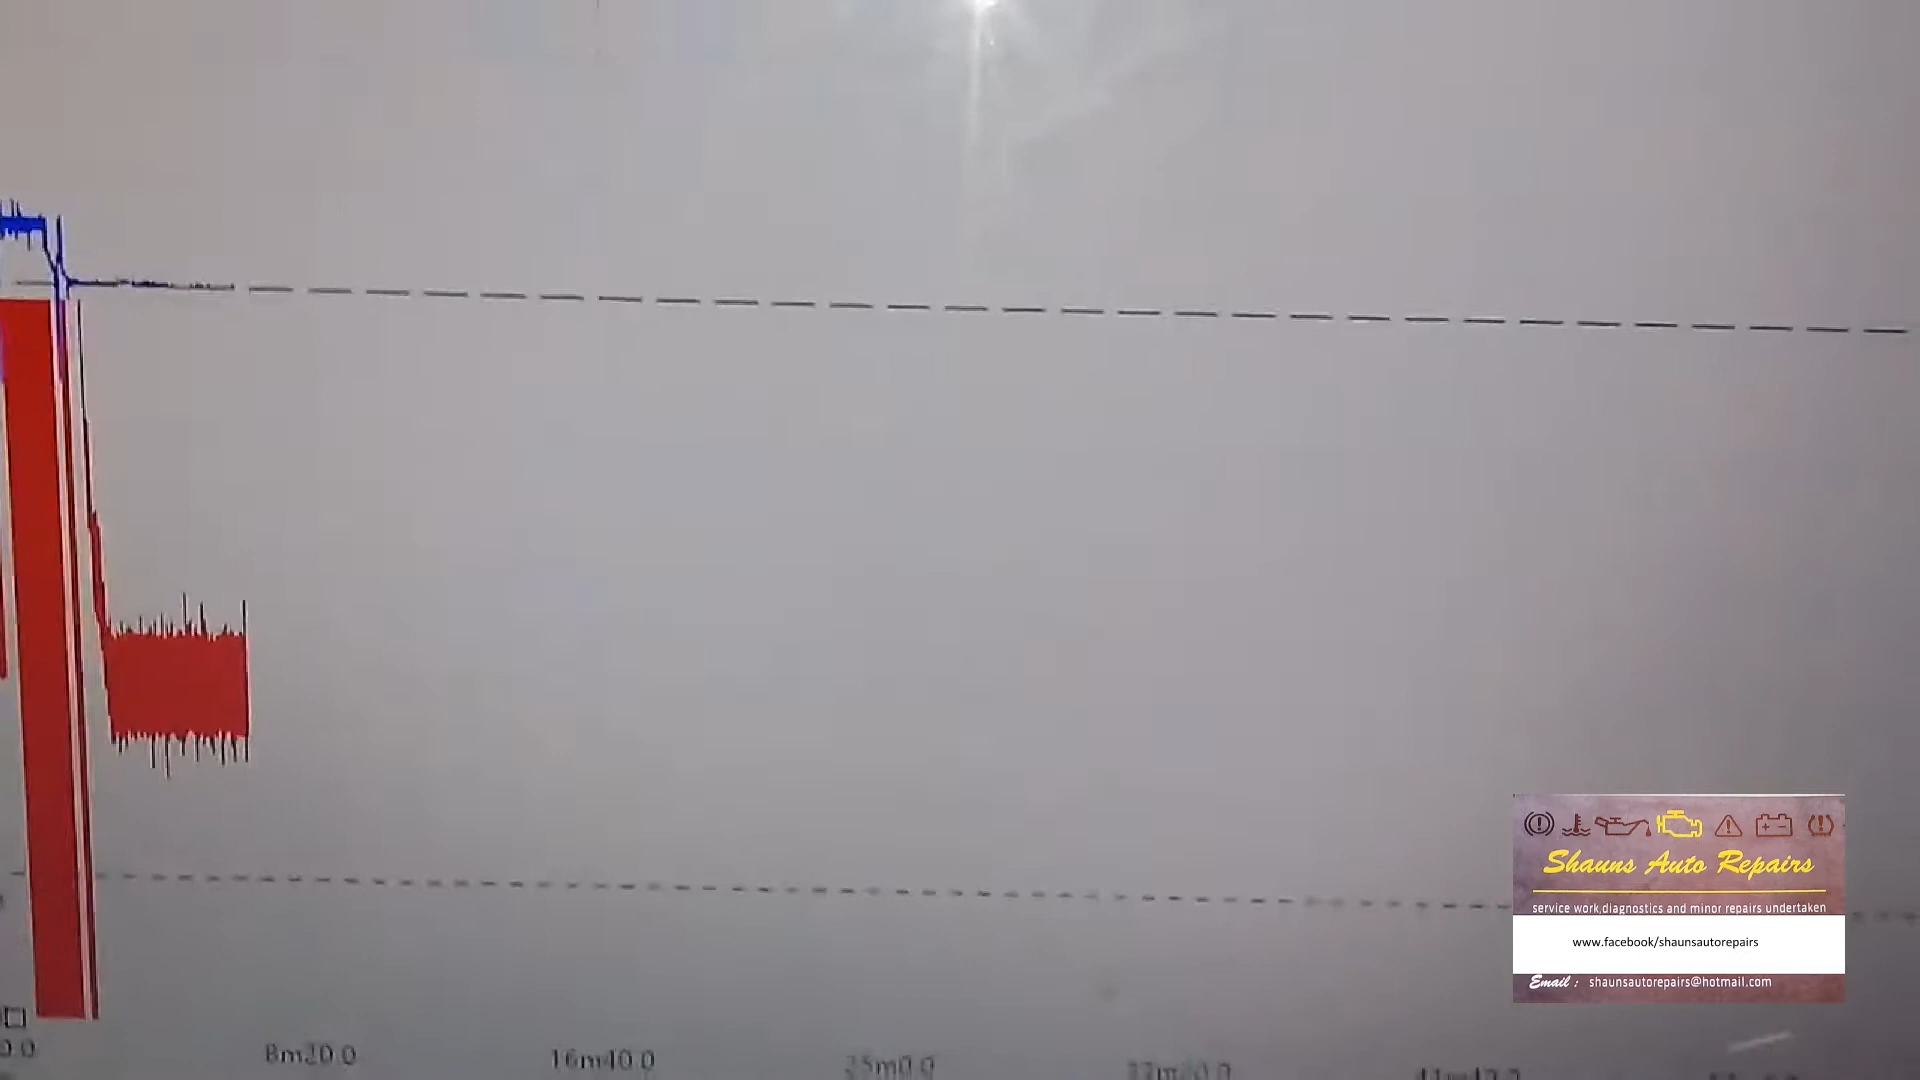 Shauns Auto Repairs
service work,diagnostics and minor repairs undertaken
www.facebook/shaunsautorepairs
Email : shaunsautorepairs@hotmail.com
0.0 8m20.0 16m40.0 25m0.0